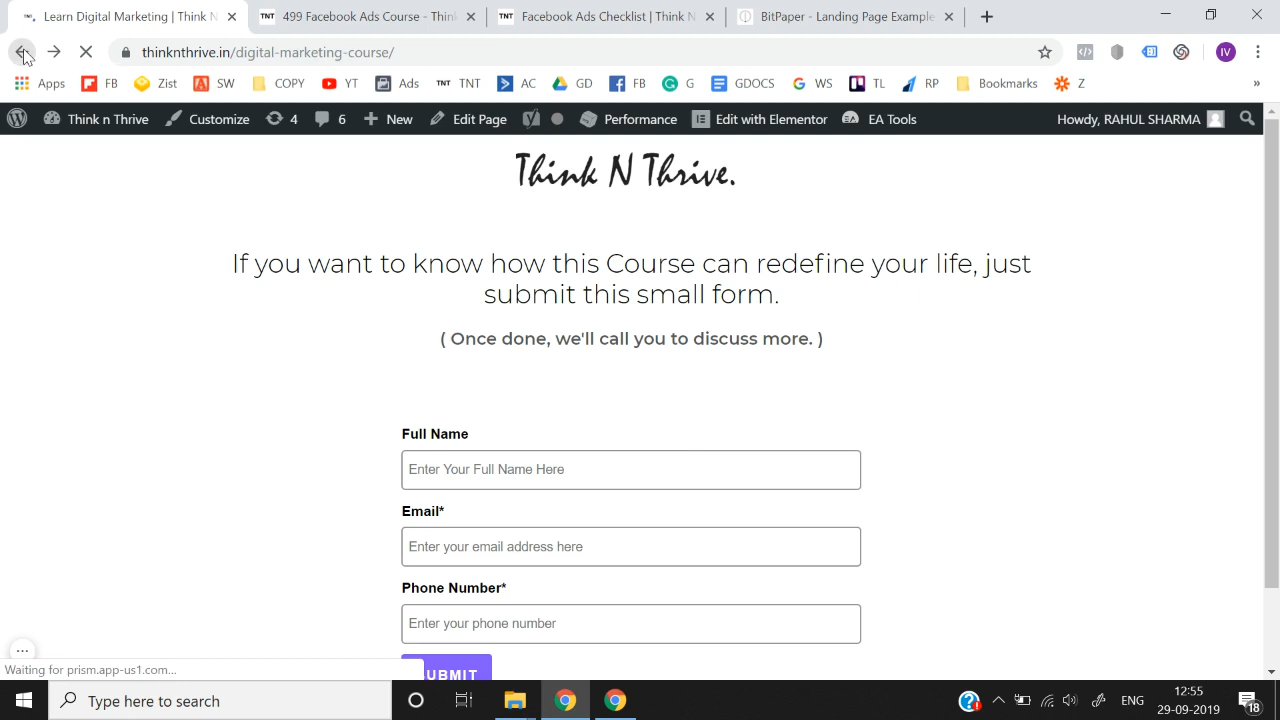 Learn Digital Marketing | Think N
499 Facebook Ads Course - Think
Facebook Ads Checklist | Think N
BitPaper - Landing Page Example
thinknthrive.in/digital-marketing-course/
IV
Apps FB Zist SW COPY YT Ads TNT TNT AC GD FB G GDOCS WS TL RP Bookmarks Z »
Think n Thrive Customize 4 6 New Edit Page Performance Edit with Elementor EA Tools Howdy, RAHUL SHARMA
Think N Thrive.
If you want to know how this Course can redefine your life, just
submit this small form.
( Once done, we'll call you to discuss more. )
Full Name
Enter Your Full Name Here
Email*
Enter your email address here
Phone Number*
Enter your phone number
SUBMIT
Waiting for prism.app-us1.com...
Type here to search
ENG
12:55
29-09-2019
18